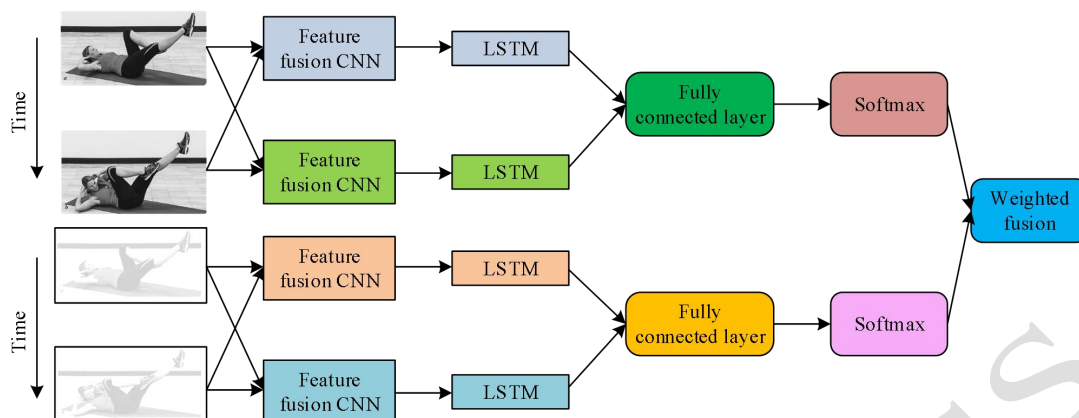 Time
Feature
fusion CNN
LSTM
Feature
fusion CNN
LSTM
Fully
connected layer
Softmax
Weighted
fusion
Time
Feature
fusion CNN
LSTM
Feature
fusion CNN
LSTM
Fully
connected layer
Softmax